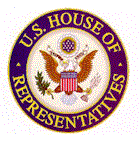 U.S. HOUSE OF
REPRESENTATIVES